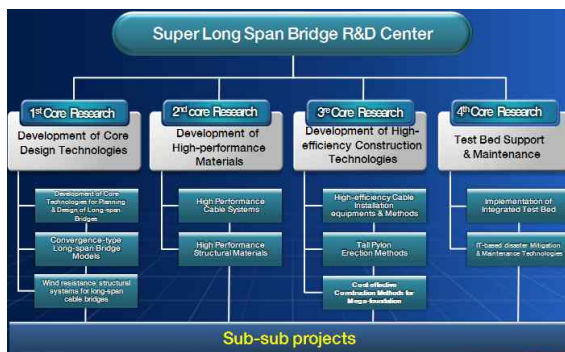 Super Long Span Bridge R&D Center
1st Core Research
Development of Core
Design Technologies
2nd core Research
Development of
High-performance
Materials
3re Core Research
Development of High-
efficiency Construction
Technologies
4th Core Research
Test Bed Support
& Maintenance
Development of Core
Technologies for Planning
& Design of Long-span
Bridges
Convergence-type
Long-span Bridge
Models
Wind resistance structural
systems for long-span
cable bridges
High Performance
Cable Systems
High Performance
Structural Materials
High-efficiency Cable
Installation
equipments & Methods
Tall Pylon
Erection Methods
Cost effective
Construction Methods for
Mega-foundation
Implementation of
Integrated Test Bed
IT-based disaster Mitigation
& Maintenance Technologies
Sub-sub projects